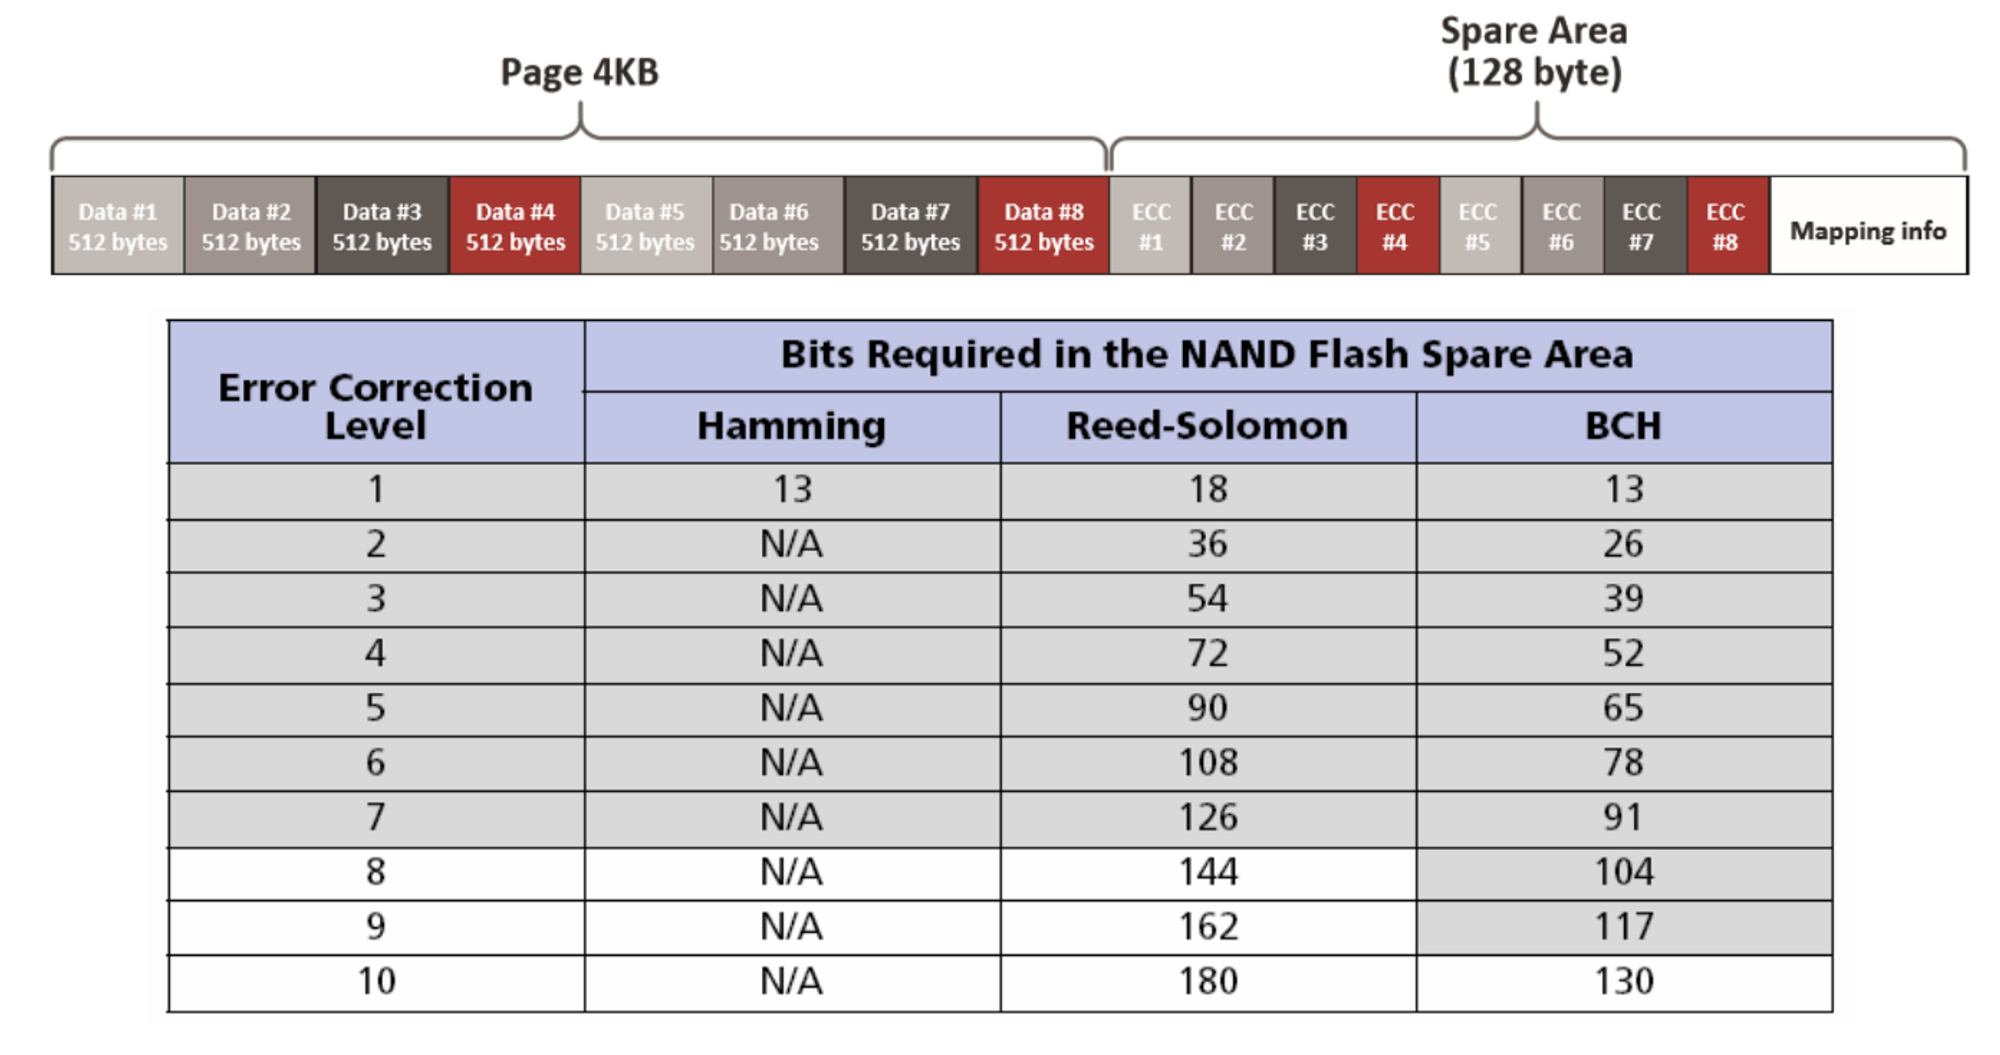 Spare Area
(128 byte)
Page 4KB
Data #1 Data #2 Data #3 Data #4 Data #5 Data #6 Data #7 Data #8 ECC ECC ECC ECC ECC ECC ECC ECC
512 bytes 512 bytes 512 bytes 512 bytes 512 bytes 512 bytes 512 bytes 512 bytes #1 #2 #3 #4 #5 #6 #7 #8
Mapping info
Error Correction
Level
Bits Required in the NAND Flash Spare Area
Hamming Reed-Solomon BCH
1 13 18 13
2 N/A 36 26
3 N/A 54 39
4 N/A 72 52
5 N/A 90 65
6 N/A 108 78
7 N/A 126 91
8 N/A 144 104
9 N/A 162 117
10 N/A 180 130